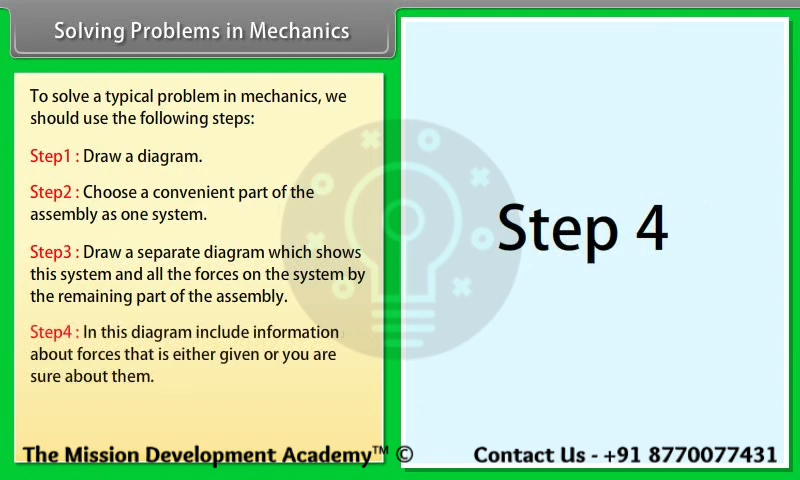 Solving Problems in Mechanics
To solve a typical problem in mechanics, we
should use the following steps:
Step1 : Draw a diagram.
Step2 : Choose a convenient part of the
assembly as one system.
Step3 : Draw a separate diagram which shows
this system and all the forces on the system by
the remaining part of the assembly.
Step4 : In this diagram include information
about forces that is either given or you are
sure about them.
Step 4
The Mission Development Academy™ ©
Contact Us - +91 8770077431